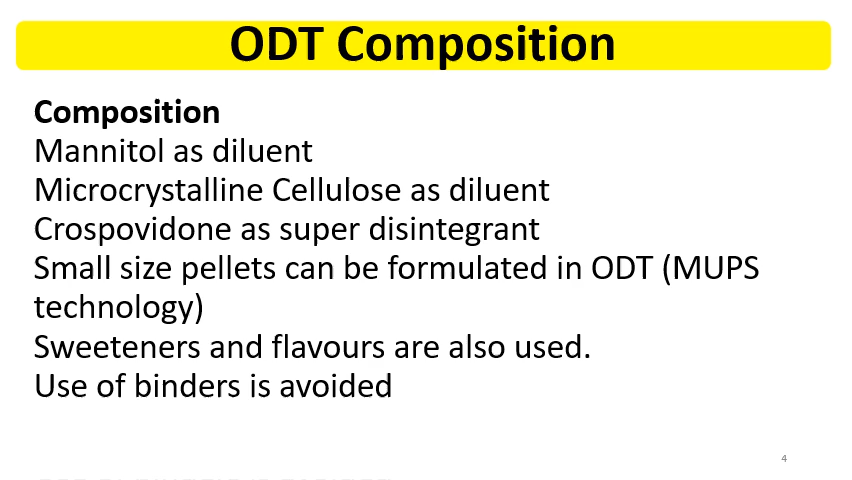 ODT Composition
Composition
Mannitol as diluent
Microcrystalline Cellulose as diluent
Crospovidone as super disintegrant
Small size pellets can be formulated in ODT (MUPS
technology)
Sweeteners and flavours are also used.
Use of binders is avoided
4